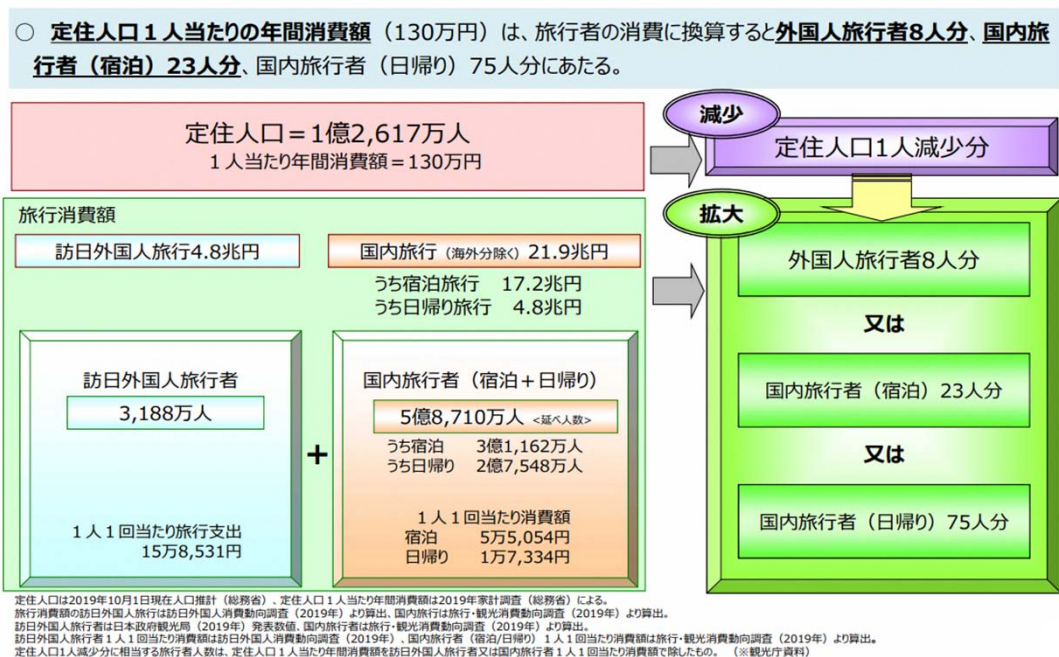 ○ 定住人口1人当たりの年間消費額（130万円）は、旅行者の消費に換算すると外国人旅行者8人分、国内旅
行者（宿泊）23人分、国内旅行者（日帰り）75人分にあたる。
定住人口＝1億2,617万人
1人当たり年間消費額＝130万円
減少
定住人口1人減少分
旅行消費額
訪日外国人旅行4.8兆円
国内旅行（海外分除く）21.9兆円
うち宿泊旅行 17.2兆円
うち日帰り旅行 4.8兆円
訪日外国人旅行者
3,188万人
1人1回当たり旅行支出
15万8,531円
+
国内旅行者（宿泊＋日帰り）
5億8,710万人 <延べ人数>
うち宿泊 3億1,162万人
うち日帰り 2億7,548万人
1人1回当たり消費額
宿泊 5万5,054円
日帰り 1万7,334円
拡大
外国人旅行者8人分
又は
国内旅行者（宿泊）23人分
又は
国内旅行者（日帰り）75人分
定住人口は2019年10月1日現在人口推計（総務省）、定住人口1人当たり年間消費額は2019年家計調査（総務省）による。
旅行消費額の訪日外国人旅行は訪日外国人消費動向調査（2019年）より算出、国内旅行は旅行・観光消費動向調査（2019年）より算出。
訪日外国人旅行者は日本政府観光局（2019年）発表数値、国内旅行者は旅行・観光消費動向調査（2019年）より算出。
訪日外国人旅行者1人1回当たり消費額は訪日外国人消費動向調査（2019年）、国内旅行者（宿泊/日帰り）1人1回当たり消費額は旅行・観光消費動向調査（2019年）より算出。
定住人口1人減少分に相当する旅行者人数は、定住人口1人当たり年間消費額を訪日外国人旅行者又は国内旅行者1人1回当たり消費額で除したもの。 （※観光庁資料）